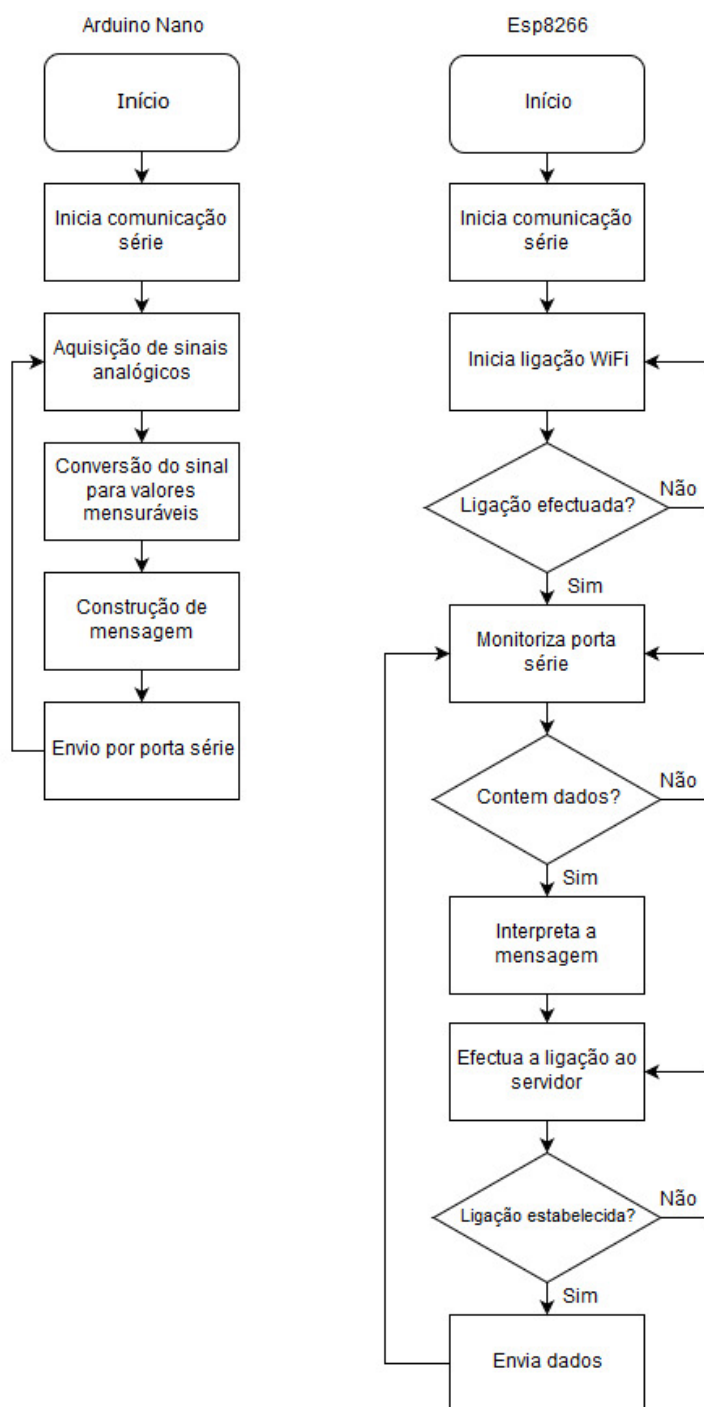 Arduino Nano
Início
Inicia comunicação
série
Aquisição de sinais
analógicos
Conversão do sinal
para valores
mensuráveis
Construção de
mensagem
Envio por porta série
Esp8266
Início
Inicia comunicação
série
Inicia ligação WiFi
Ligação efectuada?
Não
Sim
Monitoriza porta
série
Contem dados?
Não
Sim
Interpreta a
mensagem
Efectua a ligação ao
servidor
Ligação estabelecida?
Não
Sim
Envia dados